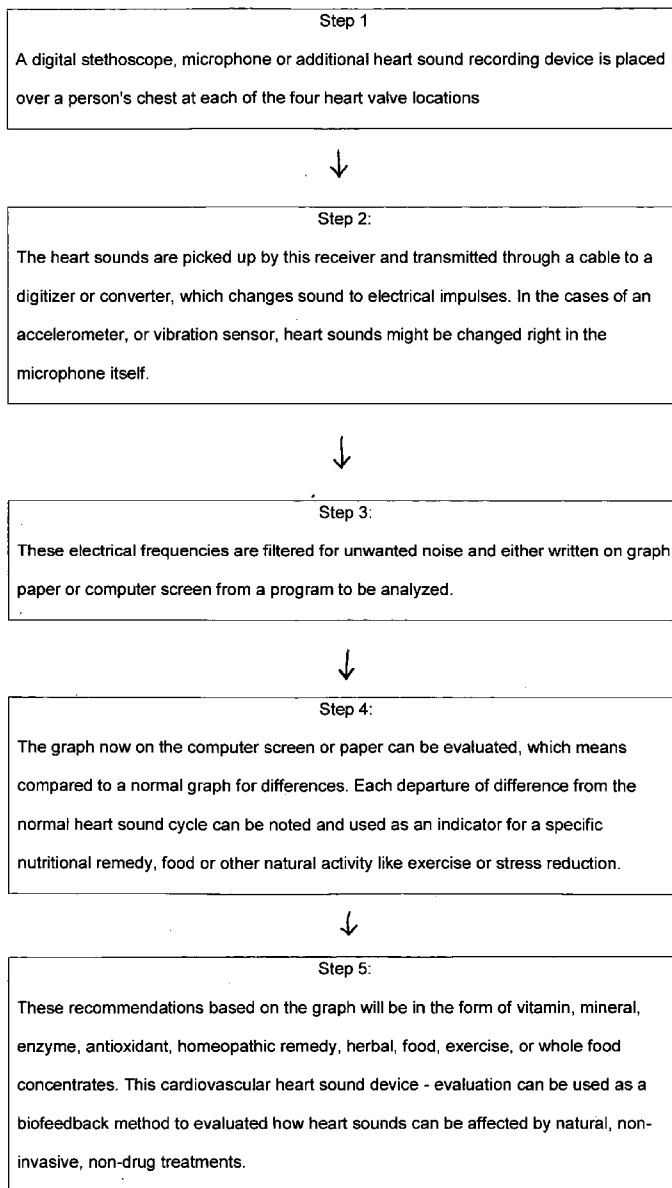 Step 1
A digital stethoscope, microphone or additional heart sound recording device is placed
over a person's chest at each of the four heart valve locations
Step 2:
The heart sounds are picked up by this receiver and transmitted through a cable to a
digitizer or converter, which changes sound to electrical impulses. In the cases of an
accelerometer, or vibration sensor, heart sounds might be changed right in the
microphone itself.
Step 3:
These electrical frequencies are filtered for unwanted noise and either written on graph
paper or computer screen from a program to be analyzed.
Step 4:
The graph now on the computer screen or paper can be evaluated, which means
compared to a normal graph for differences. Each departure of difference from the
normal heart sound cycle can be noted and used as an indicator for a specific
nutritional remedy, food or other natural activity like exercise or stress reduction.
Step 5:
These recommendations based on the graph will be in the form of vitamin, mineral,
enzyme, antioxidant, homeopathic remedy, herbal, food, exercise, or whole food
concentrates. This cardiovascular heart sound device - evaluation can be used as a
biofeedback method to evaluated how heart sounds can be affected by natural, non-
invasive, non-drug treatments.